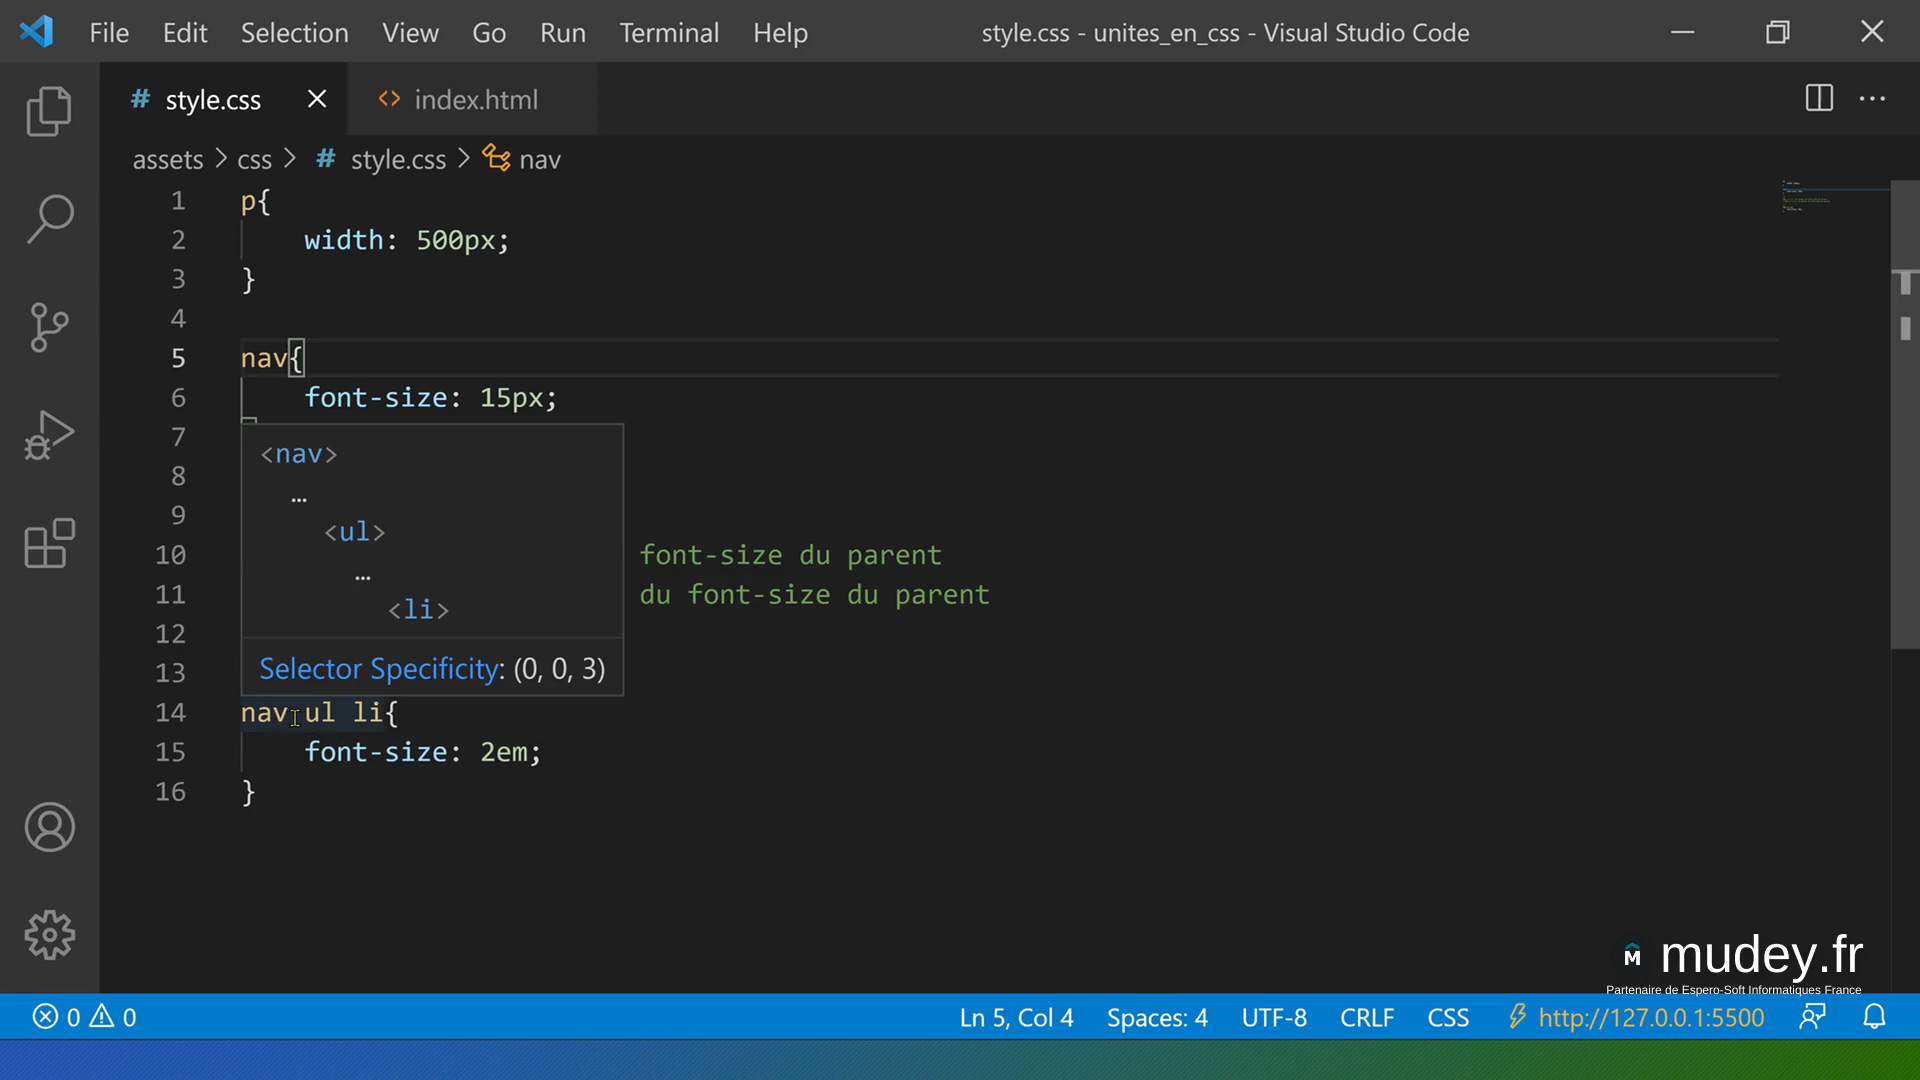 File Edit Selection View Go Run Terminal Help style.css - unites_en_css - Visual Studio Code
# style.css index.html
assets > css > # style.css > nav
1 p{
2 width: 500px;
3 }
4
5 nav{
6 font-size: 15px;
7
8
9
10 font-size du parent
11 du font-size du parent
12
13
<nav>
…
<ul>
…
<li>
Selector Specificity: (0, 0, 3)
14 nav ul li{
15 font-size: 2em;
16 }
M mudey.fr
Partenaire de Espero-Soft Informatiques France
0 0 Ln 5, Col 4 Spaces: 4 UTF-8 CRLF CSS http://127.0.0.1:5500